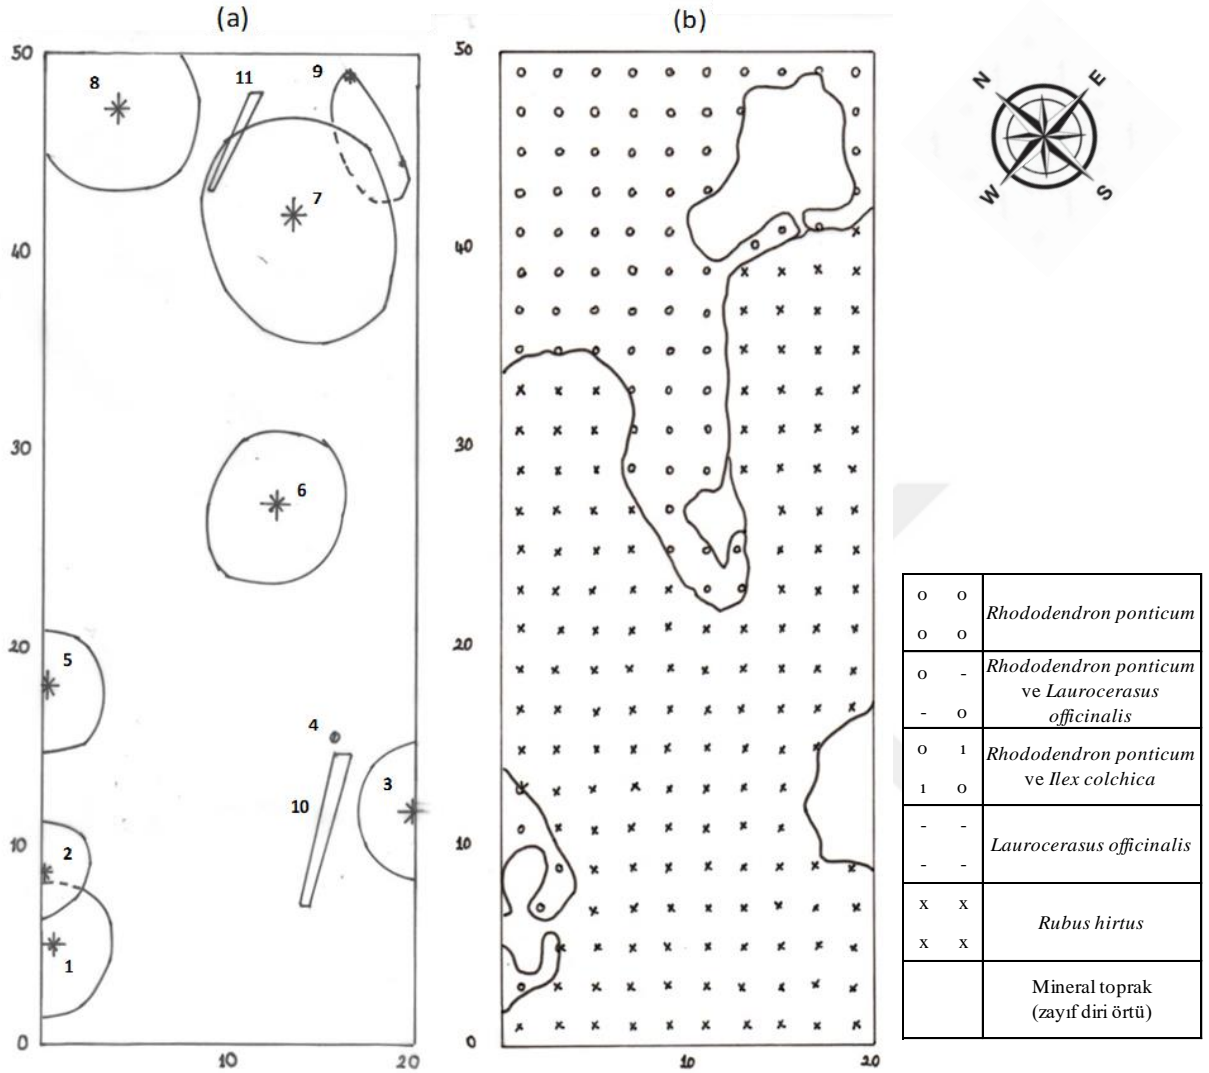 (a)
(b)
50
8
11
9
7
40
30
6
20
5
4
3
10
10
2
1
0
10
20
50
40
30
20
10
0
10
20
N
E
W
S
o o
o o
Rhododendron ponticum
o -
- o
Rhododendron ponticum
ve Laurocerasus
officinalis
o ı
ı o
Rhododendron ponticum
ve Ilex colchica
- -
- -
Laurocerasus officinalis
x x
x x
Rubus hirtus
Mineral toprak
(zayıf diri örtü)